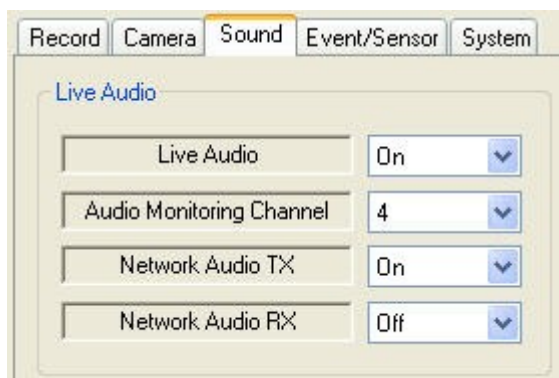 Record Camera Sound Event/Sensor System
Live Audio
Live Audio On
Audio Monitoring Channel 4
Network Audio TX On
Network Audio RX Off